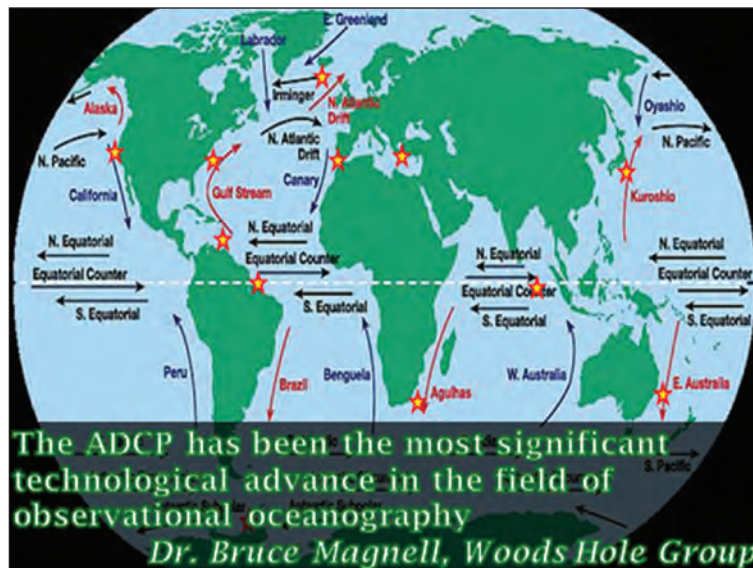 E. Greenland
Labrador
Irminger
N. Atlantic
Drift
Alaska
N. Pacific
California
Gulf Stream
N. Atlantic
Drift
Canary
Oyashio
N. Pacific
Kuroshio
N. Equatorial
Equatorial Counter
S. Equatorial
N. Equatorial
Equatorial Counter
S. Equatorial
N. Equatorial
Equatorial Counter
S. Equatorial
N. Equatorial
Equatorial Counter
S. Equatorial
Peru
Brazil
Benguela
Agulhas
W. Australia
E. Australia
S. Pacific
The ADCP has been the most significant
technological advance in the field of
observational oceanography
Dr. Bruce Magnell, Woods Hole Group